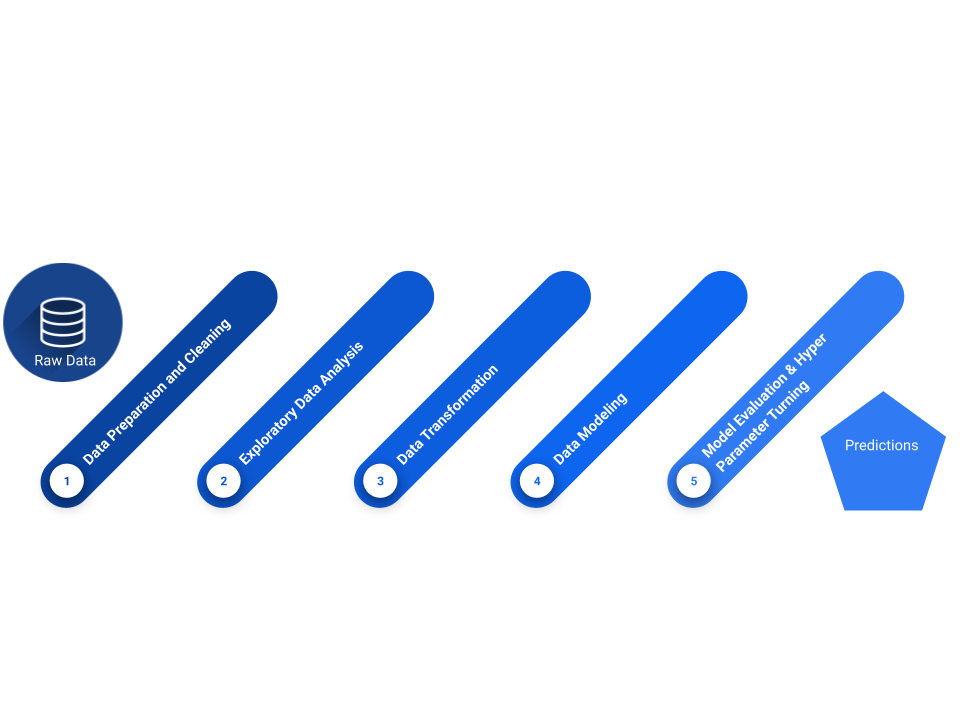 Raw Data
1
Data Preparation and Cleaning
2
Exploratory Data Analysis
3
Data Transformation
4
Data Modeling
5
Model Evaluation & Hyper
Parameter Turning
Predictions